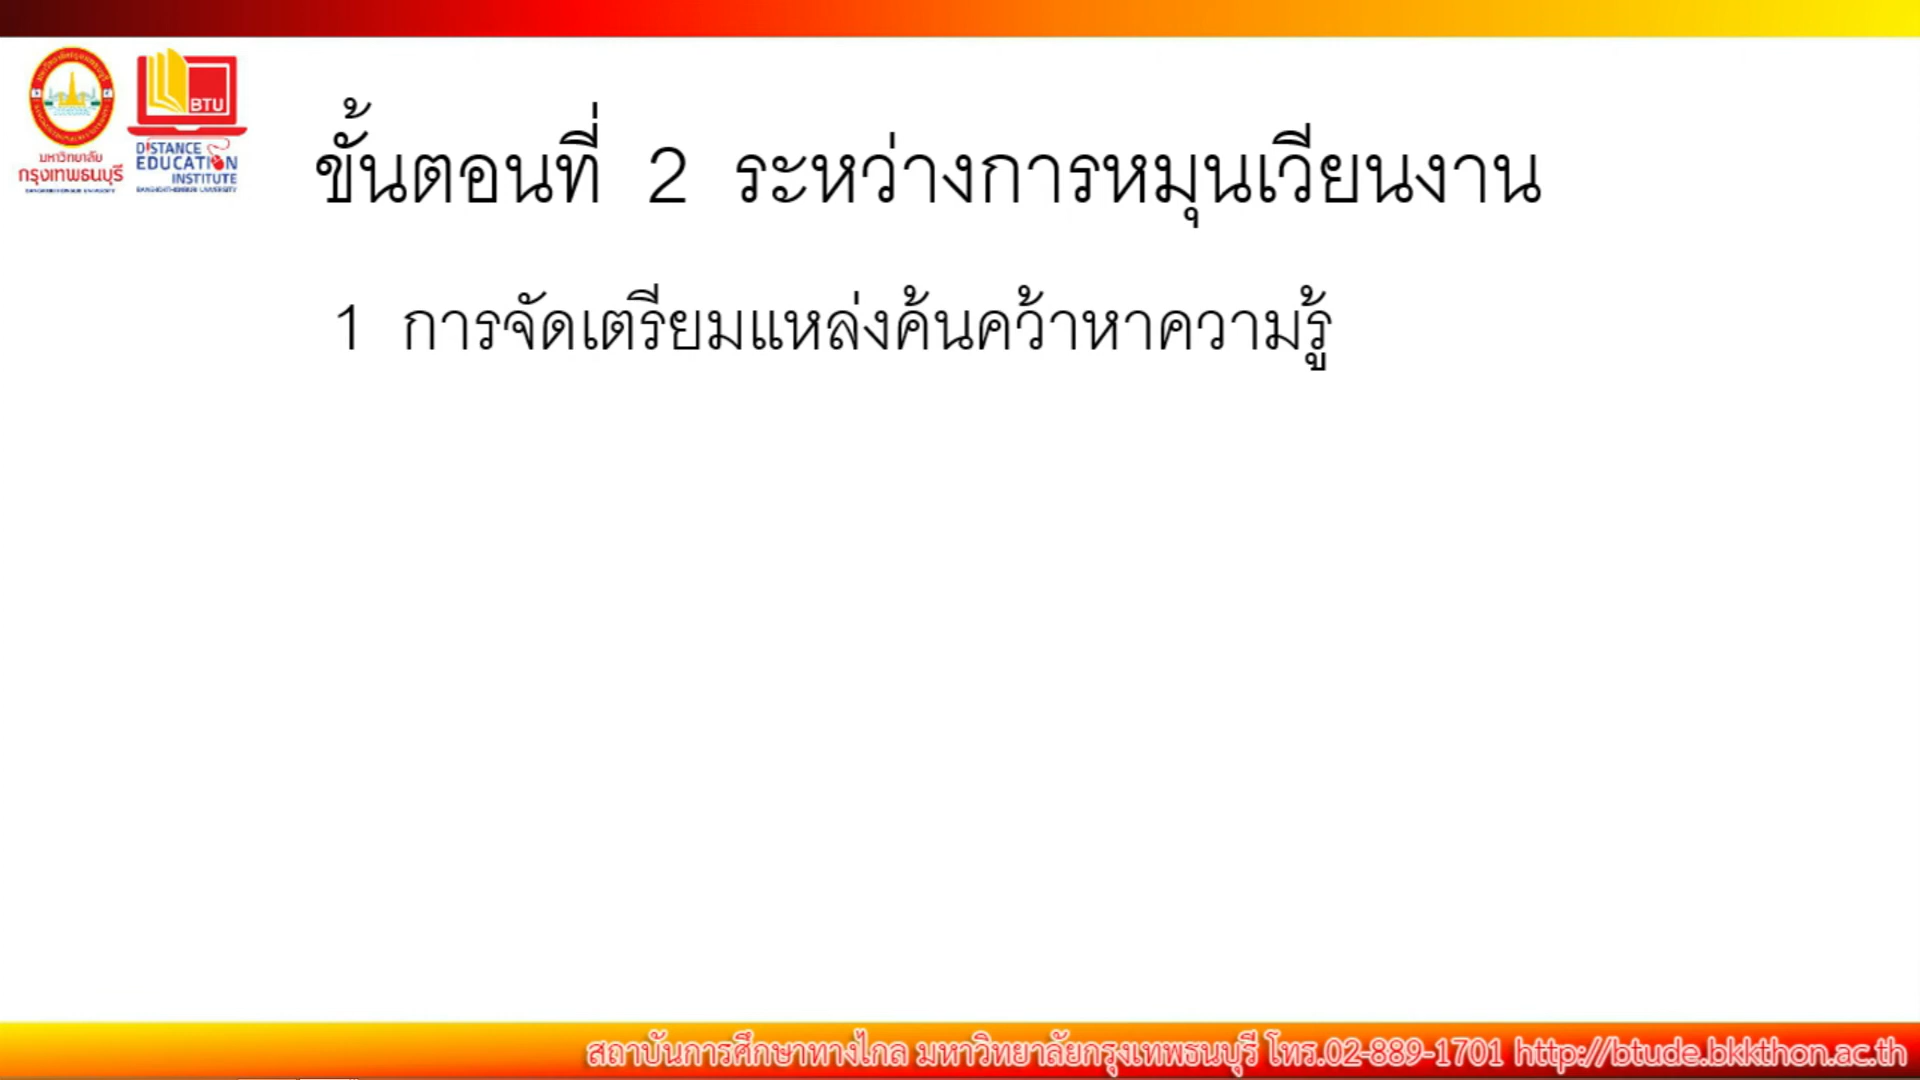 มหาวิทยาลัย
กรุงเทพธนบุรี
BANGKOKTHONBURI UNIVERSITY
BTU
DISTANCE
EDUCATION
INSTITUTE
BANGKOKTHONBURI UNIVERSITY
ขั้นตอนที่ 2 ระหว่างการหมุนเวียนงาน
1 การจัดเตรียมแหล่งค้นคว้าหาความรู้
สถาบันการศึกษาทางไกล มหาวิทยาลัยกรุงเทพธนบุรี โทร.02-889-1701 http://btude.bkkthon.ac.th